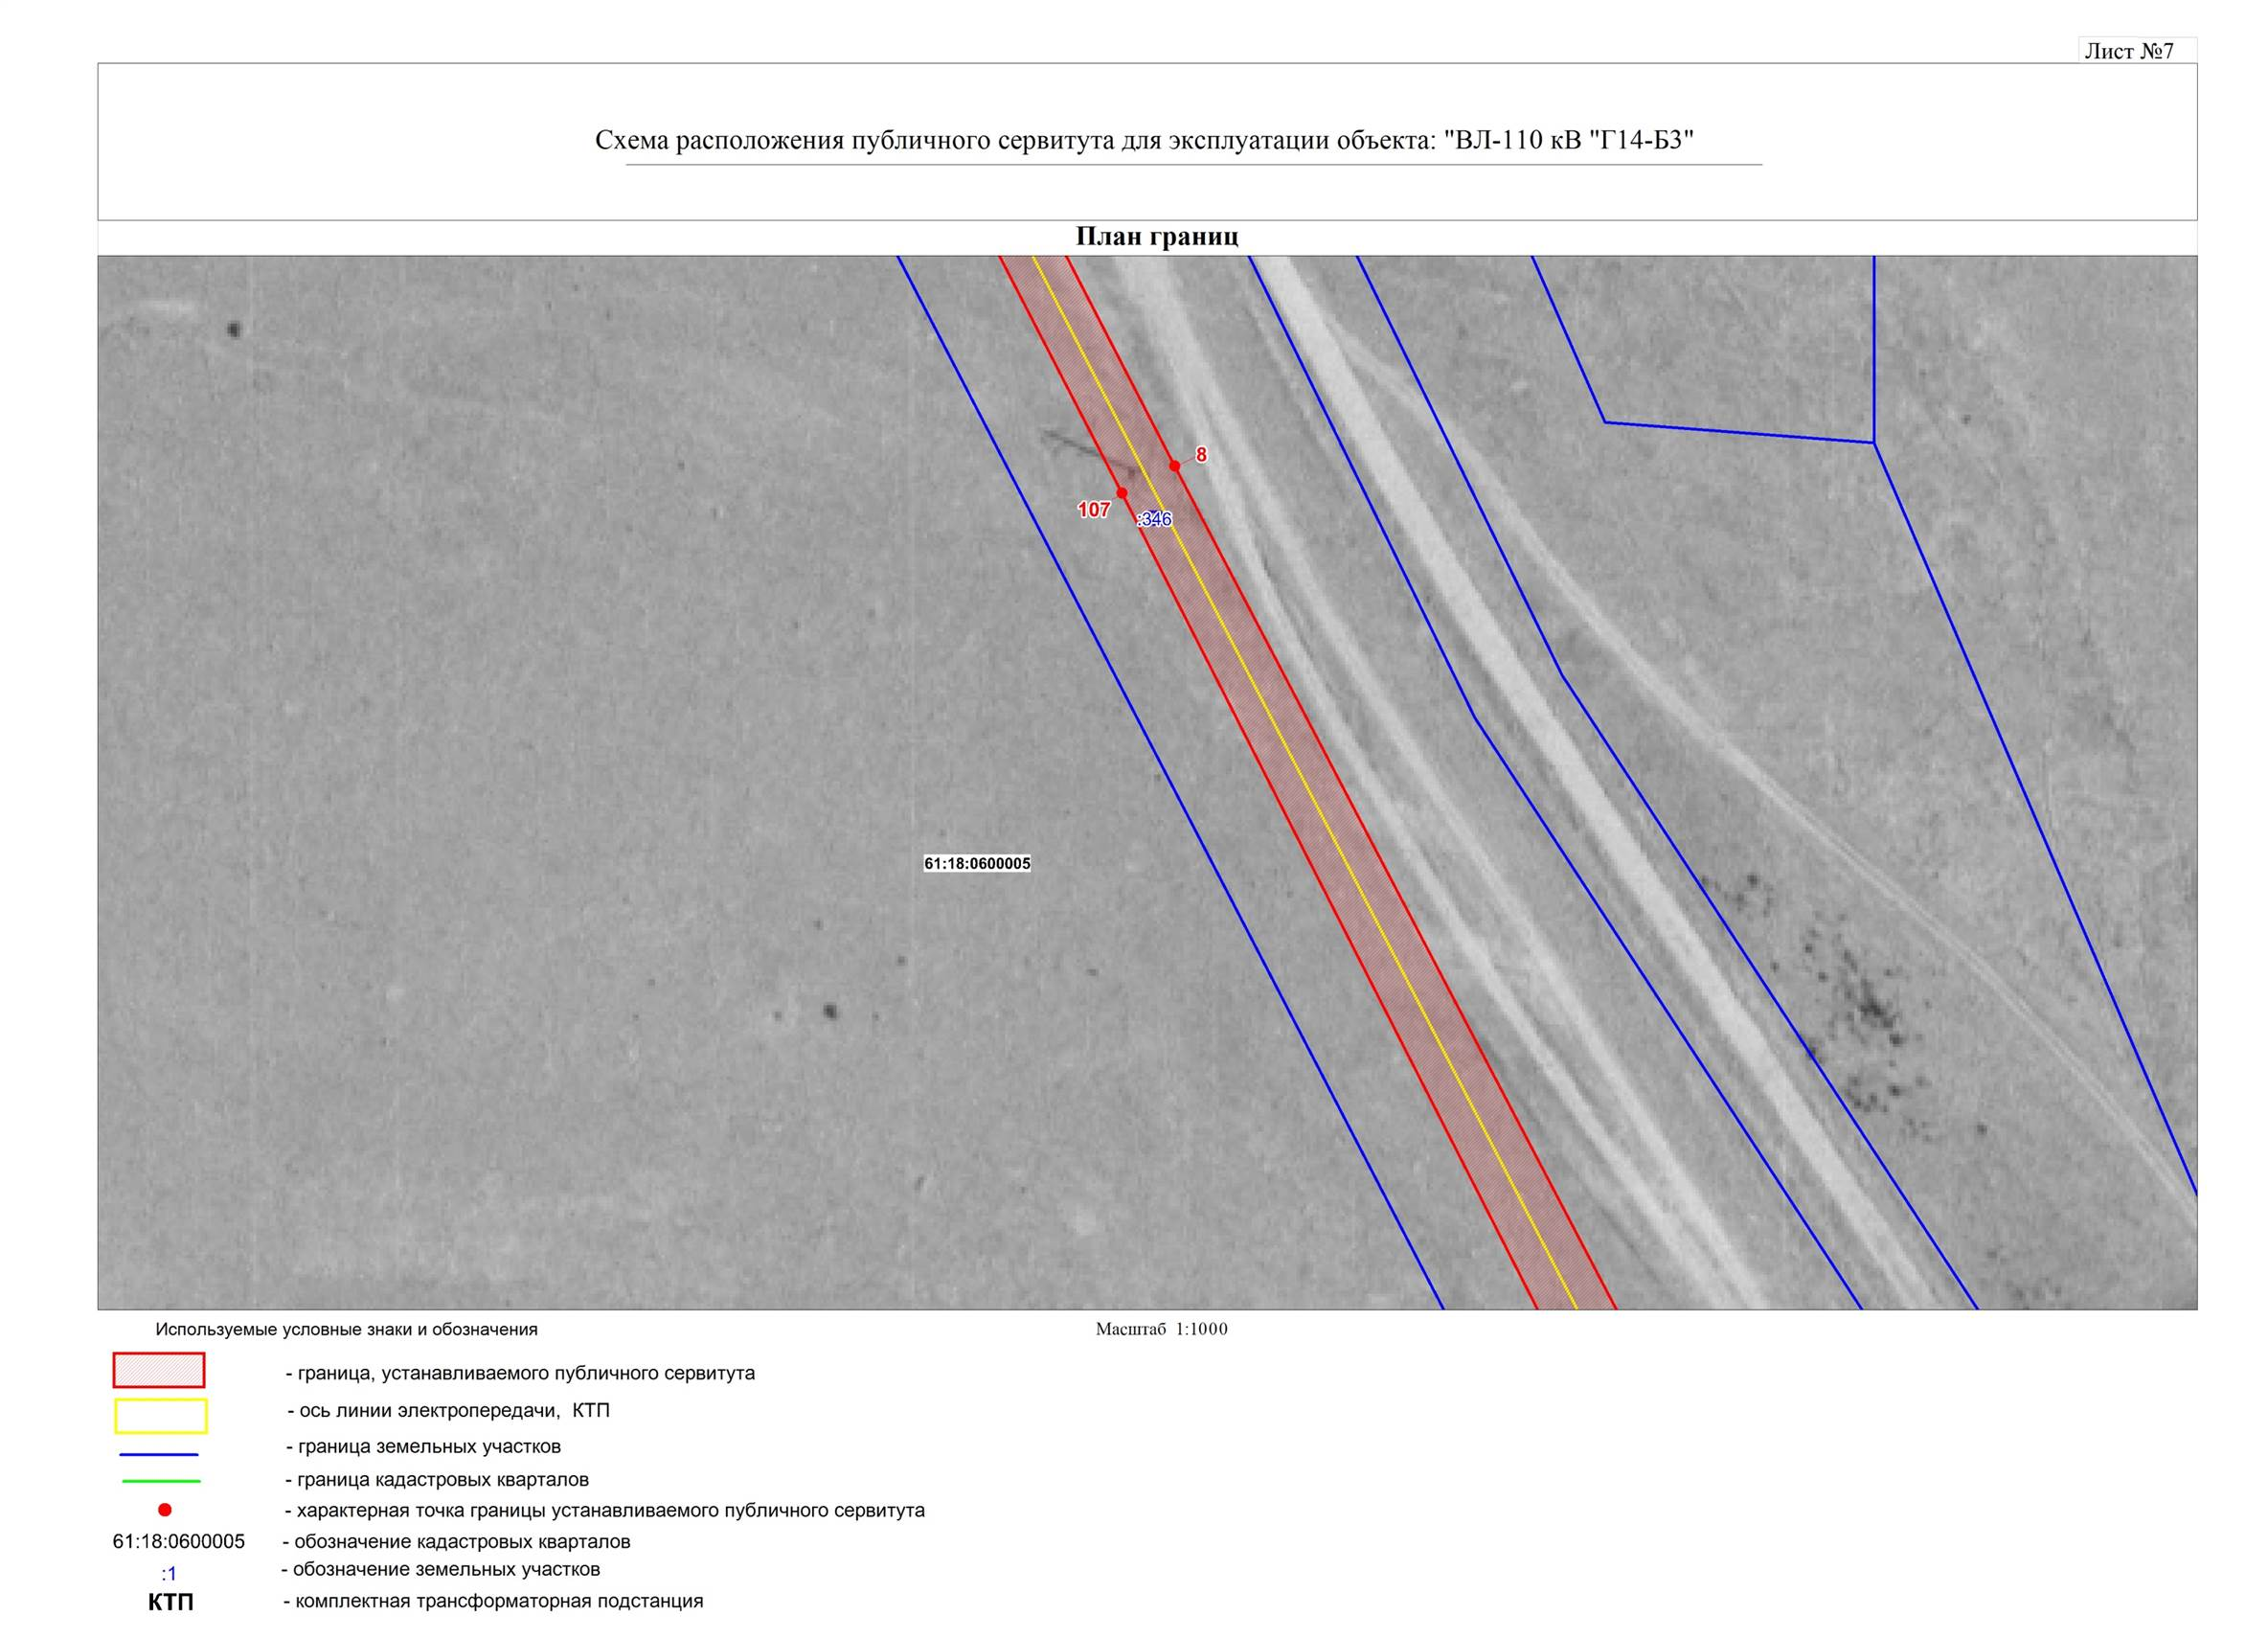 Лист №7
Схема расположения публичного сервитута для эксплуатации объекта: "ВЛ-110 кВ "Г14-Б3"
План границ
8
107
:346
61:18:0600005
Используемые условные знаки и обозначения
Масштаб 1:1000
- граница, устанавливаемого публичного сервитута
- ось линии электропередачи, КТП
- граница земельных участков
- граница кадастровых кварталов
- характерная точка границы устанавливаемого публичного сервитута
61:18:0600005 - обозначение кадастровых кварталов
:1 - обозначение земельных участков
КТП - комплектная трансформаторная подстанция